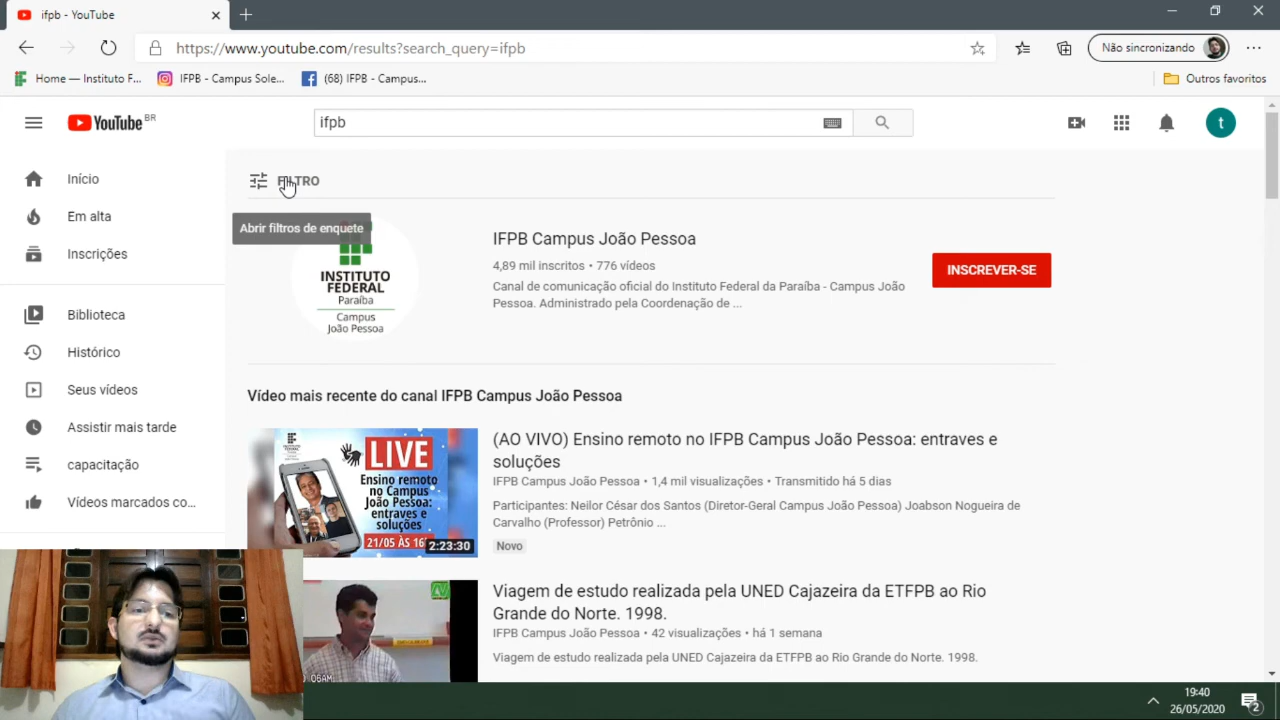 ifpb - YouTube
https://www.youtube.com/results?search_query=ifpb
Não sincronizando
Home — Instituto F...
IFPB - Campus Sole...
(68) IFPB - Campus...
Outros favoritos
YouTube BR
ifpb
t
Início
Em alta
Inscrições
Biblioteca
Histórico
Seus vídeos
Assistir mais tarde
capacitação
Vídeos marcados co...
FILTRO
Abrir filtros de enquete
INSTITUTO
FEDERAL
Paraíba
Campus
João Pessoa
IFPB Campus João Pessoa
4,89 mil inscritos • 776 vídeos
Canal de comunicação oficial do Instituto Federal da Paraíba - Campus João
Pessoa. Administrado pela Coordenação de ...
INSCREVER-SE
Vídeo mais recente do canal IFPB Campus João Pessoa
LIVE
Ensino remoto
no Campus
João Pessoa:
entraves e
soluções
21/05 ÀS 16
2:23:30
(AO VIVO) Ensino remoto no IFPB Campus João Pessoa: entraves e
soluções
IFPB Campus João Pessoa • 1,4 mil visualizações • Transmitido há 5 dias
Participantes: Neilor César dos Santos (Diretor-Geral Campus João Pessoa) Joabson Nogueira de
Carvalho (Professor) Petrônio ...
Novo
Viagem de estudo realizada pela UNED Cajazeira da ETFPB ao Rio
Grande do Norte. 1998.
IFPB Campus João Pessoa • 42 visualizações • há 1 semana
Viagem de estudo realizada pela UNED Cajazeira da ETFPB ao Rio Grande do Norte. 1998.
19:40
26/05/2020
2